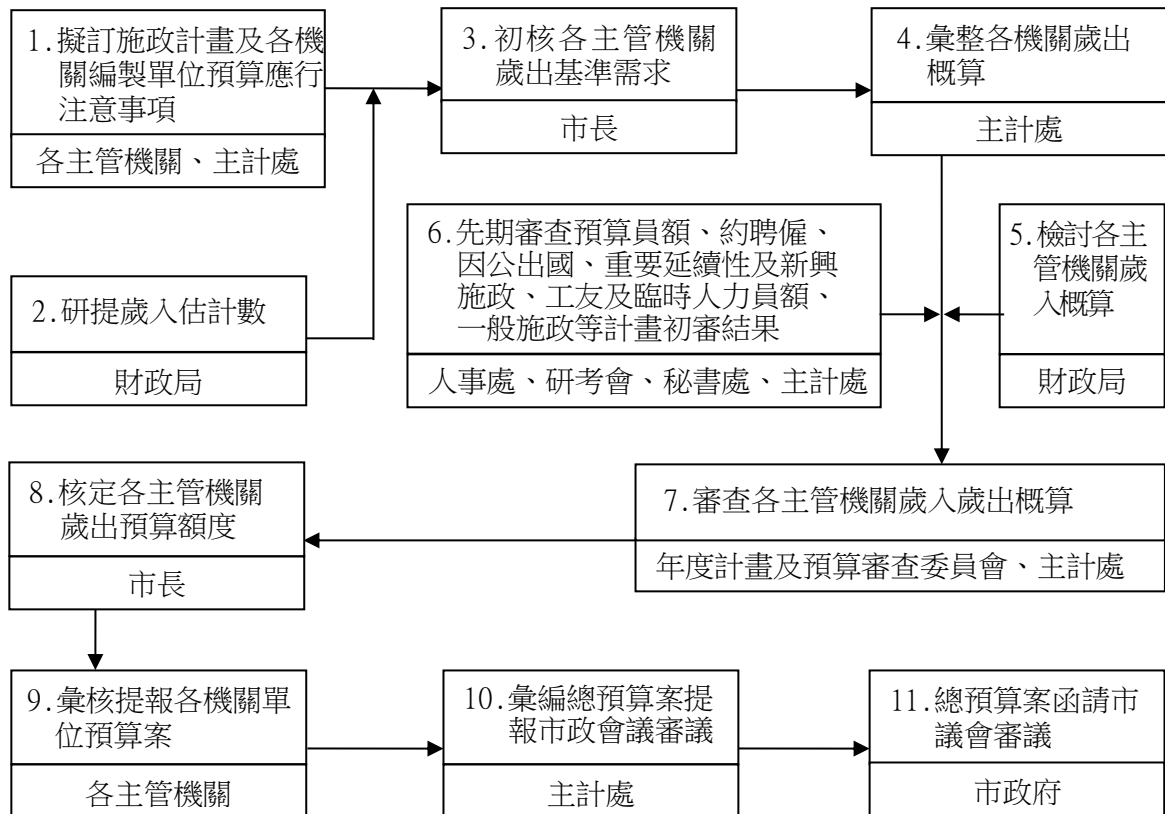 1.擬訂施政計畫及各機
關編製單位預算應行
注意事項
各主管機關、主計處
3.初核各主管機關
歲出基準需求
市長
4.彙整各機關歲出
概算
主計處
2.研提歲入估計數
財政局
6.先期審查預算員額、約聘僱、
因公出國、重要延續性及新興
施政、工友及臨時人力員額、
一般施政等計畫初審結果
人事處、研考會、秘書處、主計處
5.檢討各主
管機關歲
入概算
財政局
8.核定各主管機關
歲出預算額度
市長
7.審查各主管機關歲入歲出概算
年度計畫及預算審查委員會、主計處
9.彙核提報各機關單
位預算案
各主管機關
10.彙編總預算案提
報市政會議審議
主計處
11.總預算案函請市
議會審議
市政府